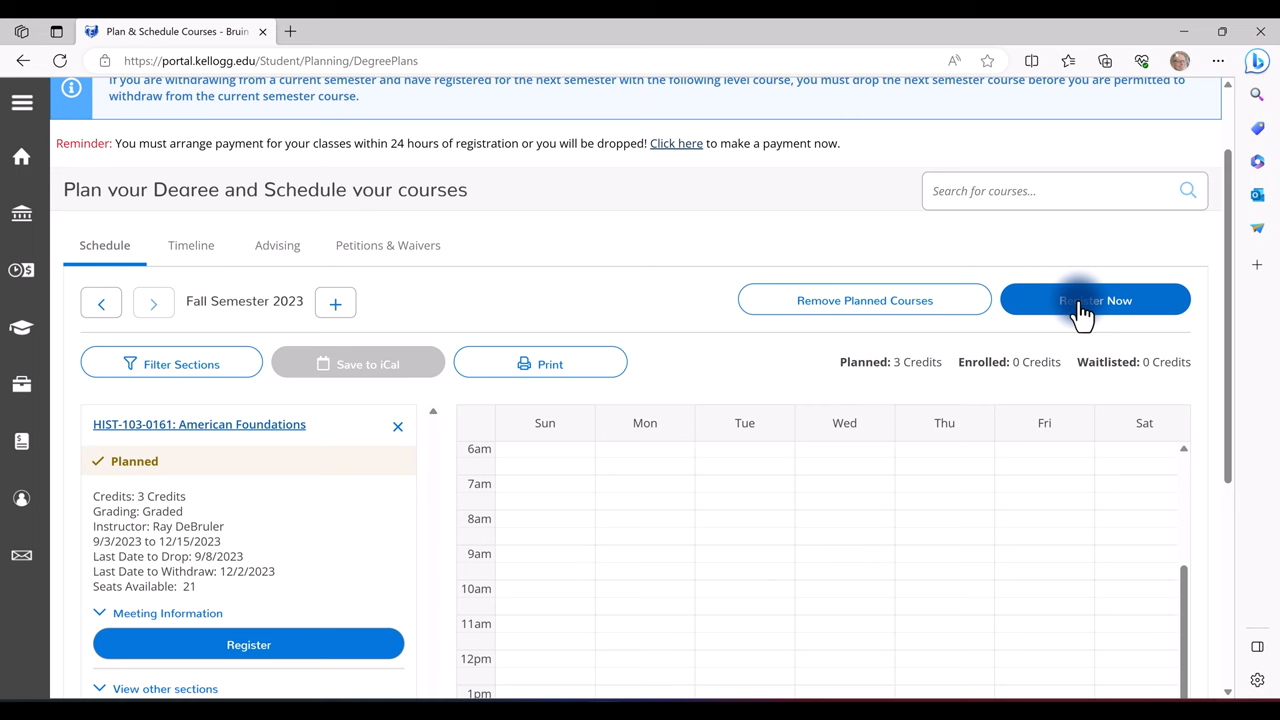 Plan & Schedule Courses - Bruin
https://portal.kellogg.edu/Student/Planning/DegreePlans
If you are withdrawing from a current semester and have registered for the next semester with the following level course, you must drop the next semester course before you are permitted to
withdraw from the current semester course.
Reminder: You must arrange payment for your classes within 24 hours of registration or you will be dropped! Click here to make a payment now.
Plan your Degree and Schedule your courses
Search for courses...
Schedule Timeline Advising Petitions & Waivers
Fall Semester 2023
Remove Planned Courses
Register Now
Filter Sections
Save to iCal
Print
Planned: 3 Credits Enrolled: 0 Credits Waitlisted: 0 Credits
HIST-103-0161: American Foundations
Planned
Credits: 3 Credits
Grading: Graded
Instructor: Ray DeBruler
9/3/2023 to 12/15/2023
Last Date to Drop: 9/8/2023
Last Date to Withdraw: 12/2/2023
Seats Available: 21
Meeting Information
Register
View other sections
Sun Mon Tue Wed Thu Fri Sat
6am
7am
8am
9am
10am
11am
12pm
1pm